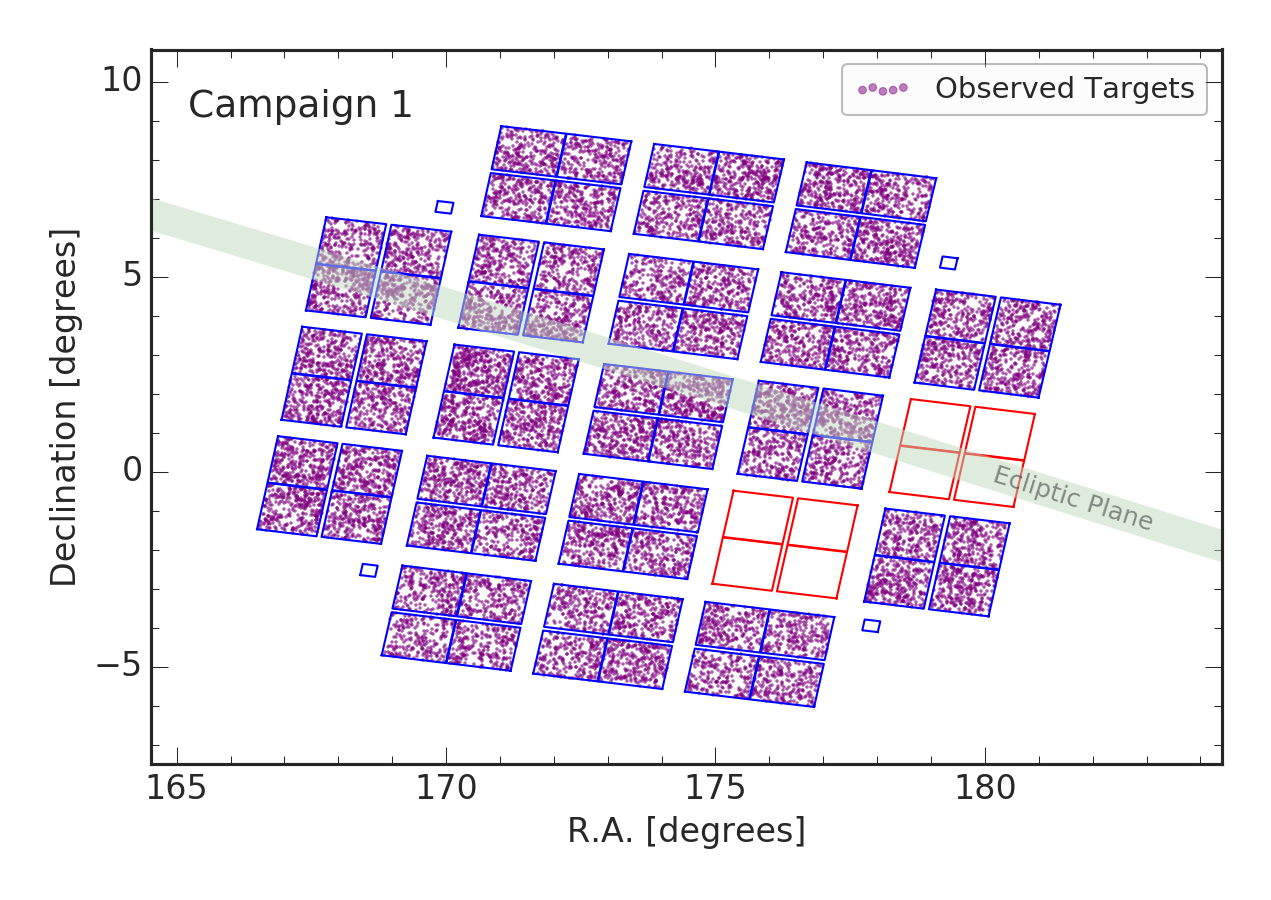 Campaign 1
Observed Targets
10
5
0
−5
Declination [degrees]
Ecliptic Plane
165 170 175 180
R.A. [degrees]